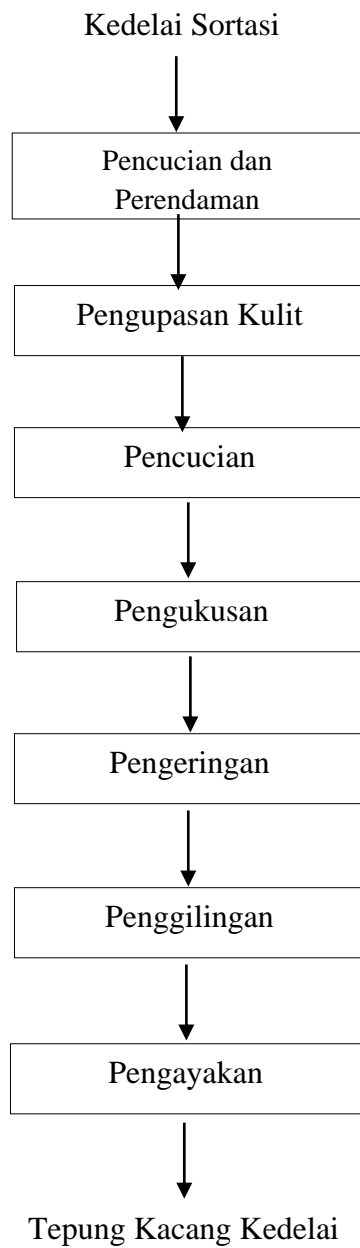 Kedelai Sortasi
Pencucian dan
Perendaman
Pengupasan Kulit
Pencucian
Pengukusan
Pengeringan
Penggilingan
Pengayakan
Tepung Kacang Kedelai